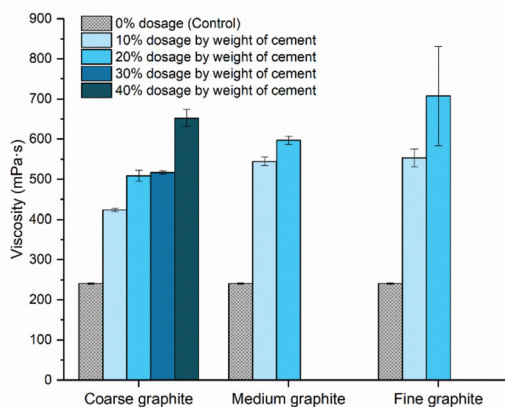 0% dosage (Control)
10% dosage by weight of cement
20% dosage by weight of cement
30% dosage by weight of cement
40% dosage by weight of cement
Viscosity (mPa·s)
900
800
700
600
500
400
300
200
100
0
Coarse graphite Medium graphite Fine graphite